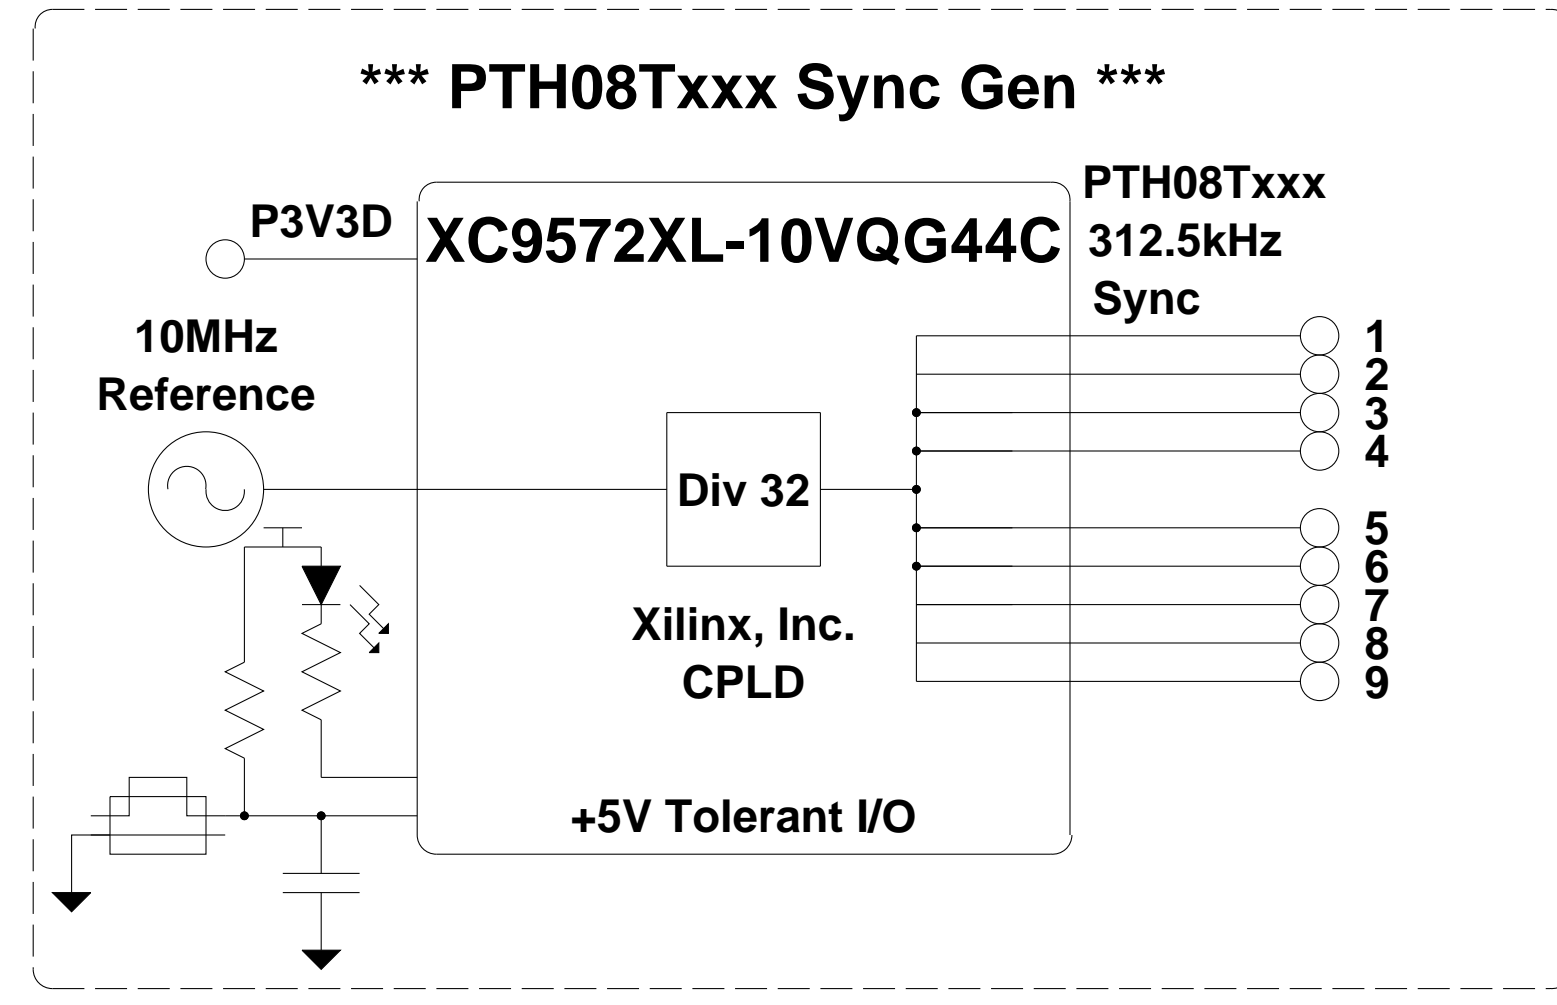 *** PTH08Txxx Sync Gen ***
P3V3D
XC9572XL-10VQG44C
PTH08Txxx
312.5kHz
Sync
10MHz
Reference
Div 32
Xilinx, Inc.
CPLD
+5V Tolerant I/O
1
2
3
4
5
6
7
8
9